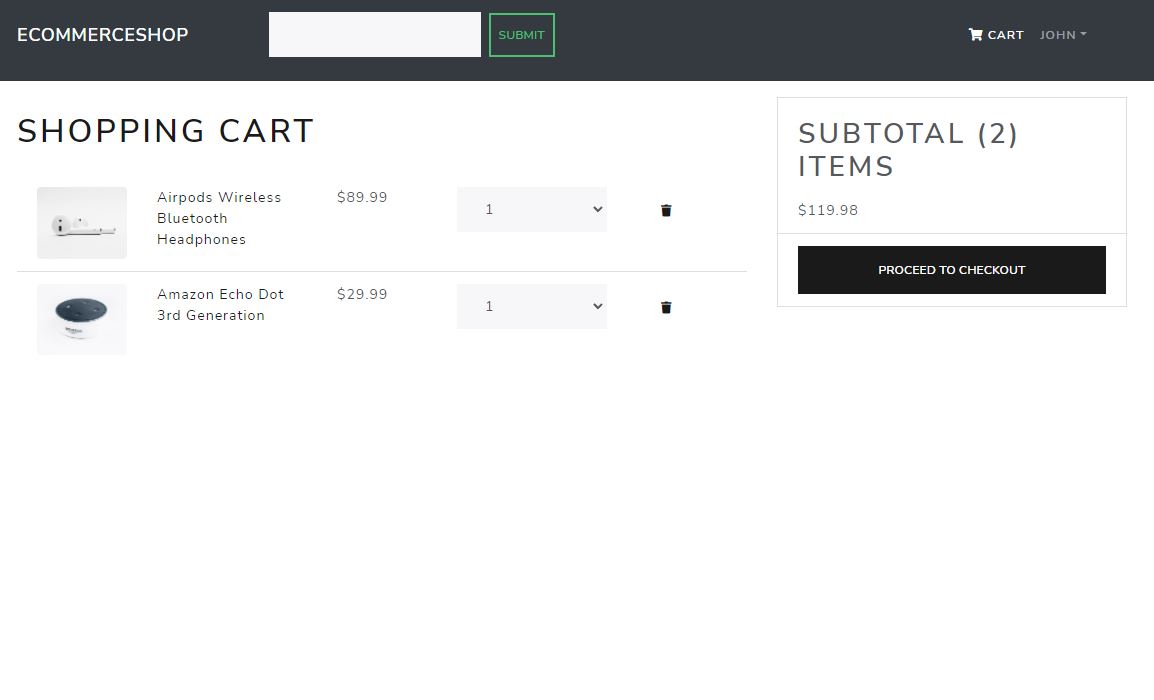 ECOMMERCESHOP
SUBMIT
CART
JOHN
SHOPPING CART
Airpods Wireless
Bluetooth
Headphones
$89.99
1
Amazon Echo Dot
3rd Generation
$29.99
1
SUBTOTAL (2)
ITEMS
$119.98
PROCEED TO CHECKOUT